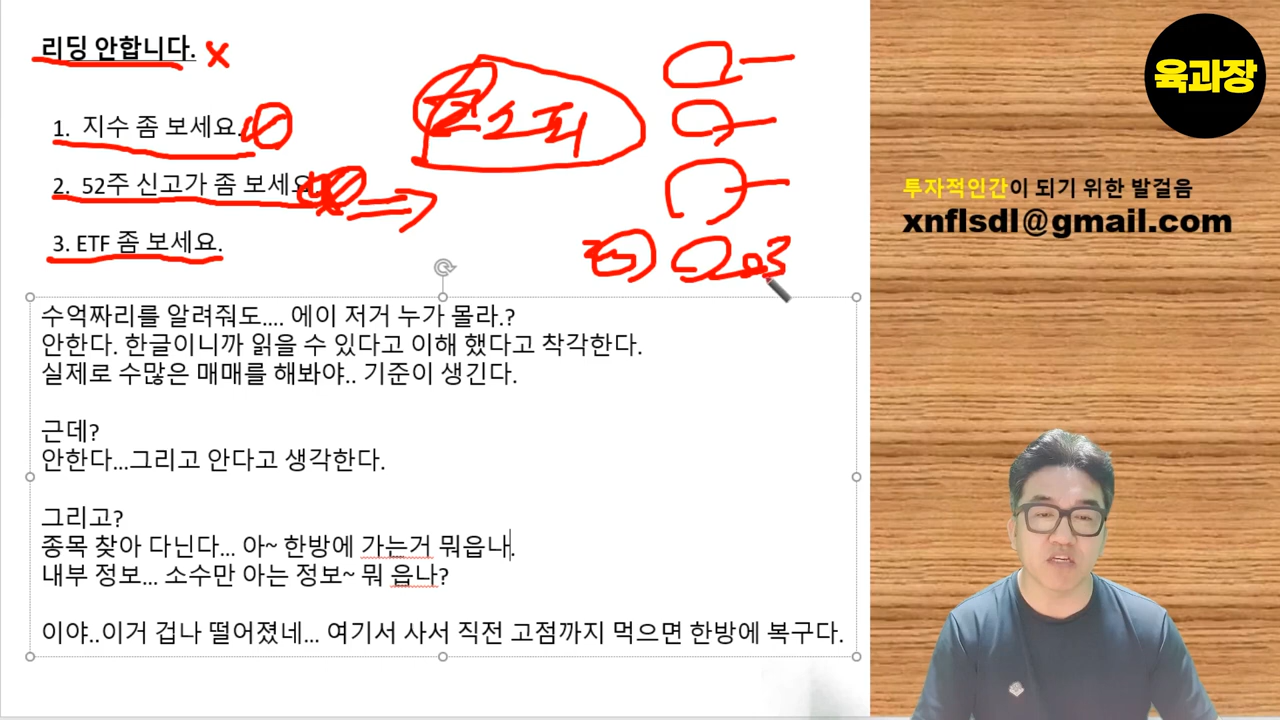 리딩 안합니다.
1. 지수 좀 보세요.
2. 52주 신고가 좀 보세요
3. ETF 좀 보세요.
코스피
수억짜리를 알려줘도.... 에이 저거 누가 몰라.?
안한다. 한글이니까 읽을 수 있다고 이해 했다고 착각한다.
실제로 수많은 매매를 해봐야.. 기준이 생긴다.
근데?
안한다...그리고 안다고 생각한다.
그리고?
종목 찾아 다닌다... 아~ 한방에 가는거 뭐읍나.
내부 정보... 소수만 아는 정보~ 뭐 읍나?
이야..이거 겁나 떨어졌네... 여기서 사서 직전 고점까지 먹으면 한방에 복구다.
육과장
투자적인간이 되기 위한 발걸음
xnflsdl@gmail.com